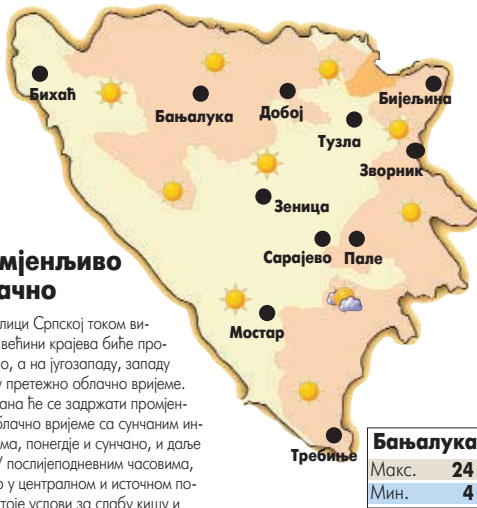 Бихаћ
Бањалука
Добој
Бијељина
Тузла
Зворник
Зеница
Сарајево Пале
Мостар
Требиње
мјенљиво
ачно
лици Српској током ви-
већини крајева биће про-
о, а на југозападу, западу
у претежно облачно вријеме.
ана ће се задржати промјен-
блачно вријеме са сунчаним ин-
ма, понегдје и сунчано, и даље
У послијеподневним часовима,
о у централном и источном по-
тоје услови за слабу кишу и
Бањалука
Макс. 24
Мин. 4